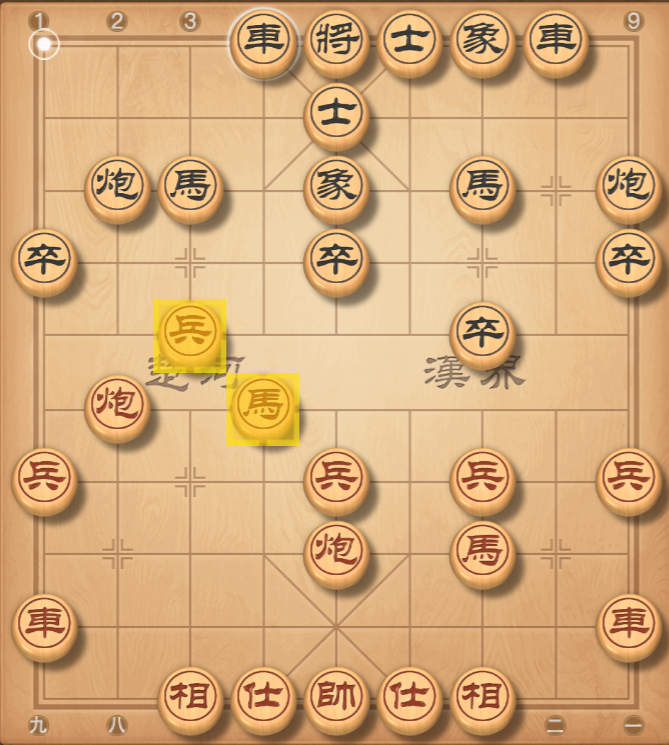 1 2 3 9
車 將 士 象 車
士
炮 馬 象 馬 炮
卒 卒 卒
兵 卒
楚河 漢界
炮 馬
兵 兵 兵 兵
炮 馬
車 車
相 仕 帥 仕 相
九 八 二 一